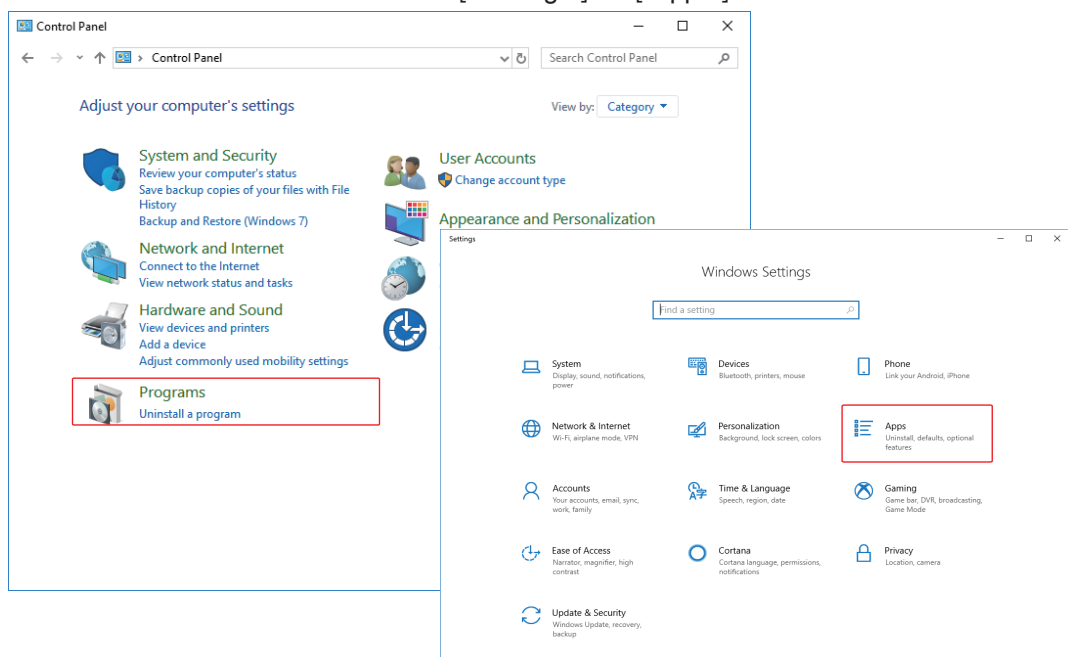 Control Panel
Control Panel
Search Control Panel
Adjust your computer's settings
View by: Category
System and Security
Review your computer's status
Save backup copies of your files with File
History
Backup and Restore (Windows 7)
Network and Internet
Connect to the Internet
View network status and tasks
Hardware and Sound
View devices and printers
Add a device
Adjust commonly used mobility settings
Programs
Uninstall a program
User Accounts
Change account type
Appearance and Personalization
Settings
Windows Settings
Find a setting
System
Display, sound, notifications,
power
Devices
Bluetooth, printers, mouse
Phone
Link your Android, iPhone
Network & Internet
Wi-Fi, airplane mode, VPN
Personalization
Background, lock screen, colors
Apps
Uninstall, defaults, optional
features
Accounts
Your accounts, email, sync,
work, family
Time & Language
Speech, region, date
Gaming
Game bar, DVR, broadcasting,
Game Mode
Ease of Access
Narrator, magnifier, high
contrast
Cortana
Cortana language, permissions,
notifications
Privacy
Location, camera
Update & Security
Windows Update, recovery,
backup